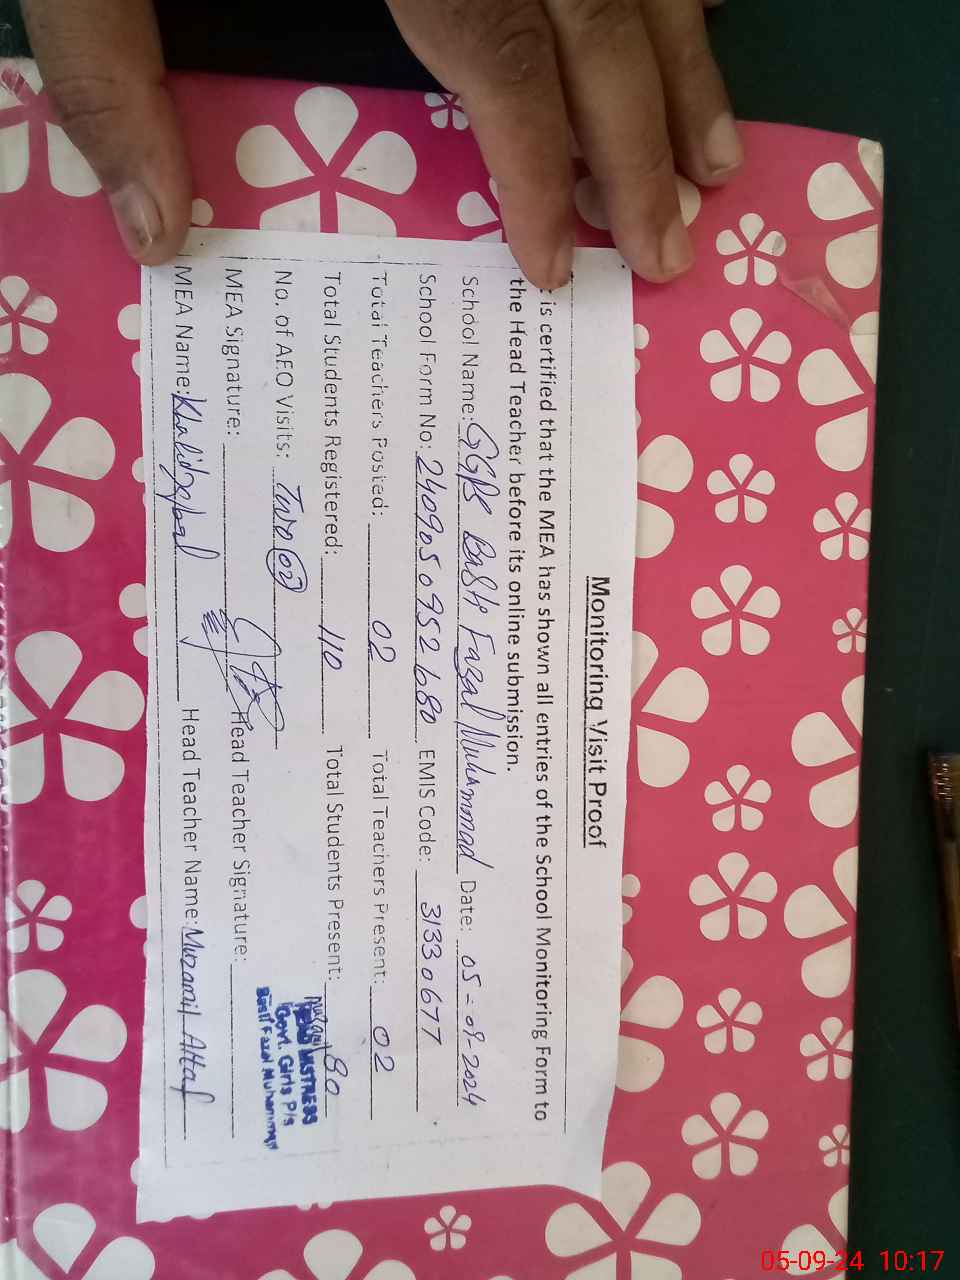 Monitoring Visit Proof
is certified that the MEA has shown all entries of the School Monitoring Form to
the Head Teacher before its online submission.
School Name: GGPS Basti Fazal Muhammad Date: 05-09-2024
School Form No: 2409050952680 EMIS Code: 31330677
Total Teachers Posted: 02 Total Teachers Present: 02
Total Students Registered: 110 Total Students Present: 80
No. of AEO Visits: Two (02)
MEA Signature: Head Teacher Signature:
MEA Name: Khalid Iqbal Head Teacher Name: Muzamil Altaf
HEAD MSTRESS
Govt. Girls P/s
Basti Fazal Muhammad
05-09-24 10:17